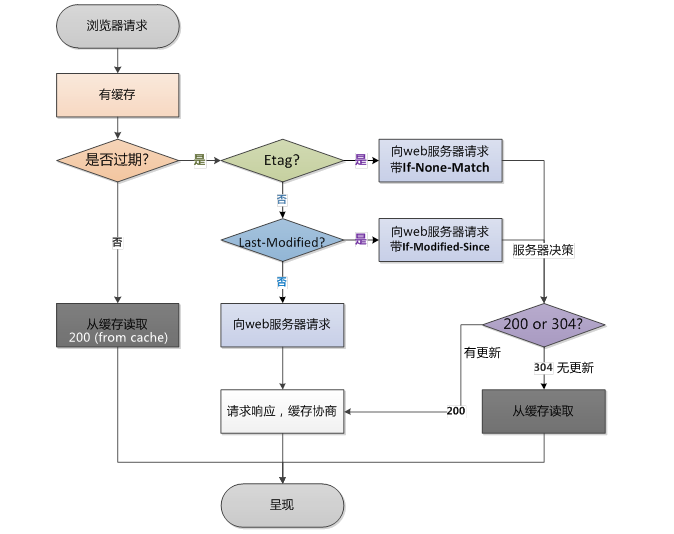 浏览器请求
有缓存
是否过期?
是
Etag?
是
向web服务器请求
带If-None-Match
否
否
Last-Modified?
是
向web服务器请求
带If-Modified-Since
服务器决策
否
从缓存读取
200 (from cache)
向web服务器请求
200 or 304?
有更新
304 无更新
请求响应，缓存协商
200
从缓存读取
呈现